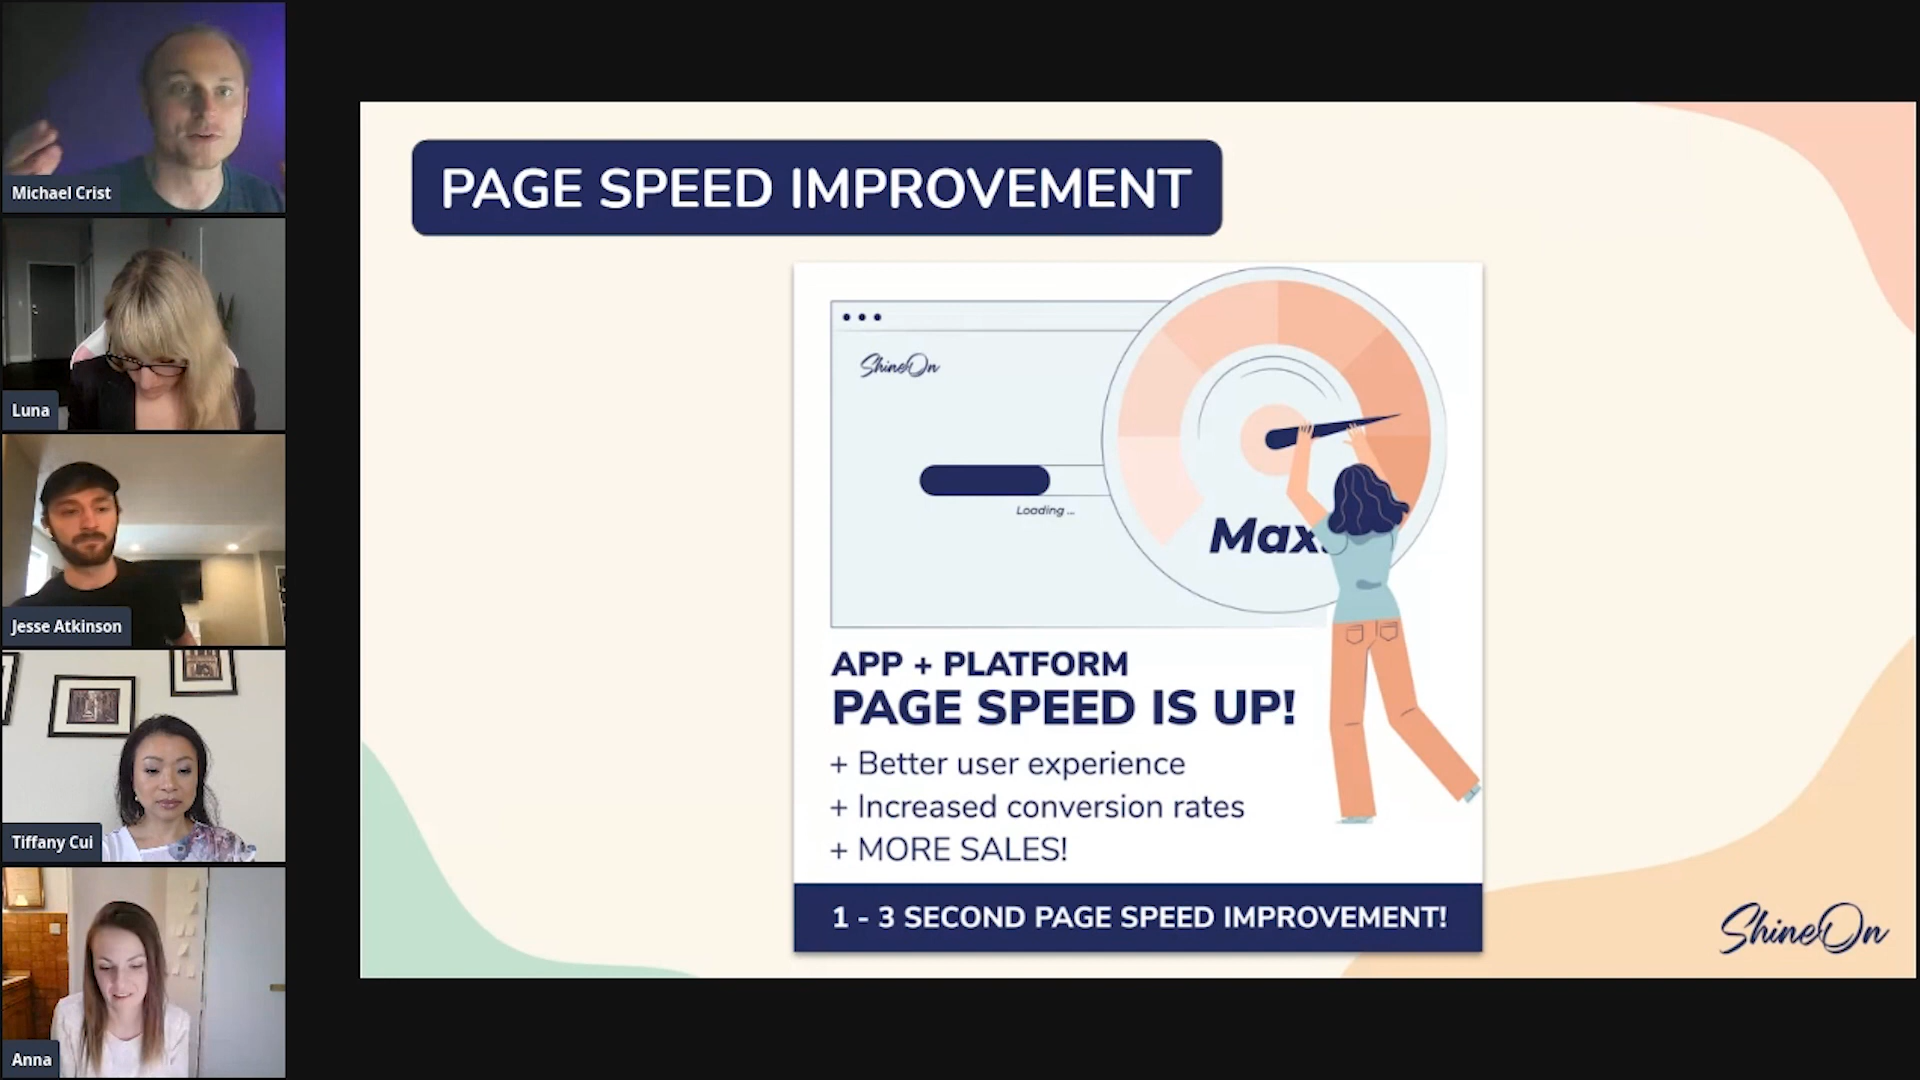 Michael Crist
Luna
Jesse Atkinson
Tiffany Cui
Anna
PAGE SPEED IMPROVEMENT
ShineOn
Loading ...
Max
APP + PLATFORM
PAGE SPEED IS UP!
+ Better user experience
+ Increased conversion rates
+ MORE SALES!
1 - 3 SECOND PAGE SPEED IMPROVEMENT!
ShineOn